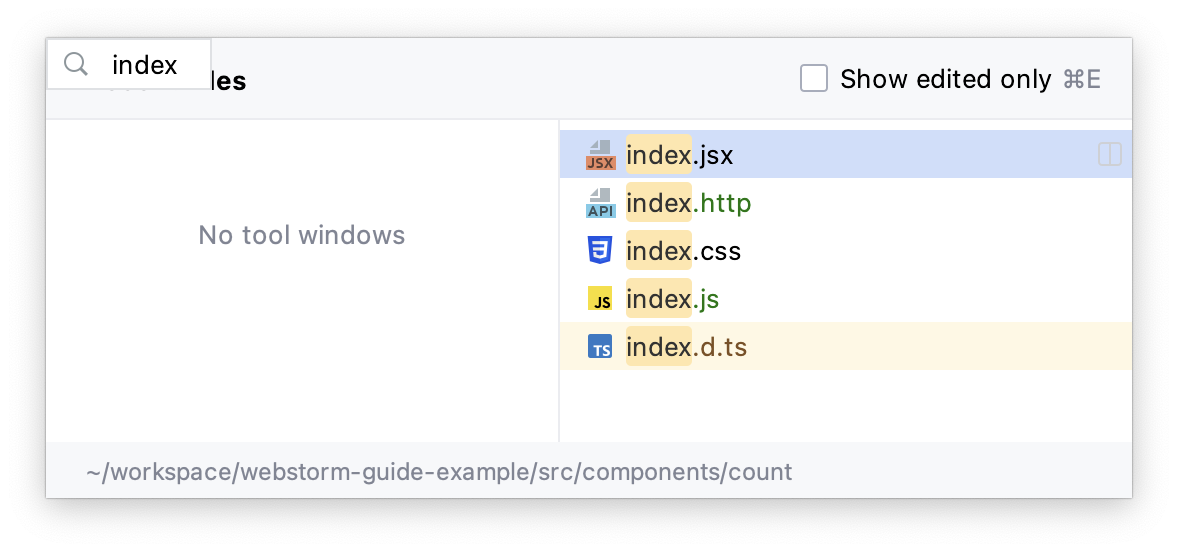 index
les
Show edited only ⌘E
No tool windows
JSX index.jsx
API index.http
index.css
JS index.js
TS index.d.ts
~/workspace/webstorm-guide-example/src/components/count